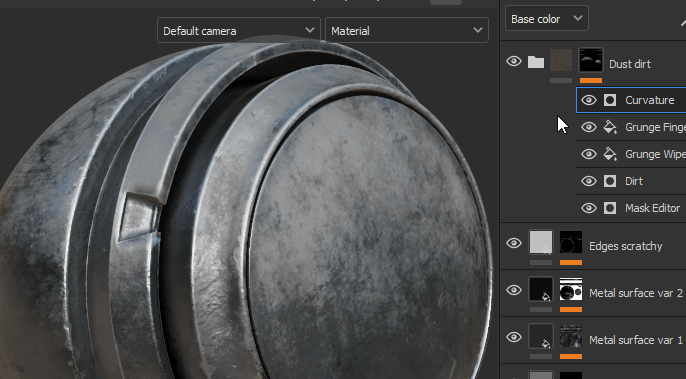 Default camera
Material
Base color
Dust dirt
Curvature
Grunge Finge
Grunge Wipe
Dirt
Mask Editor
Edges scratchy
Metal surface var 2
Metal surface var 1